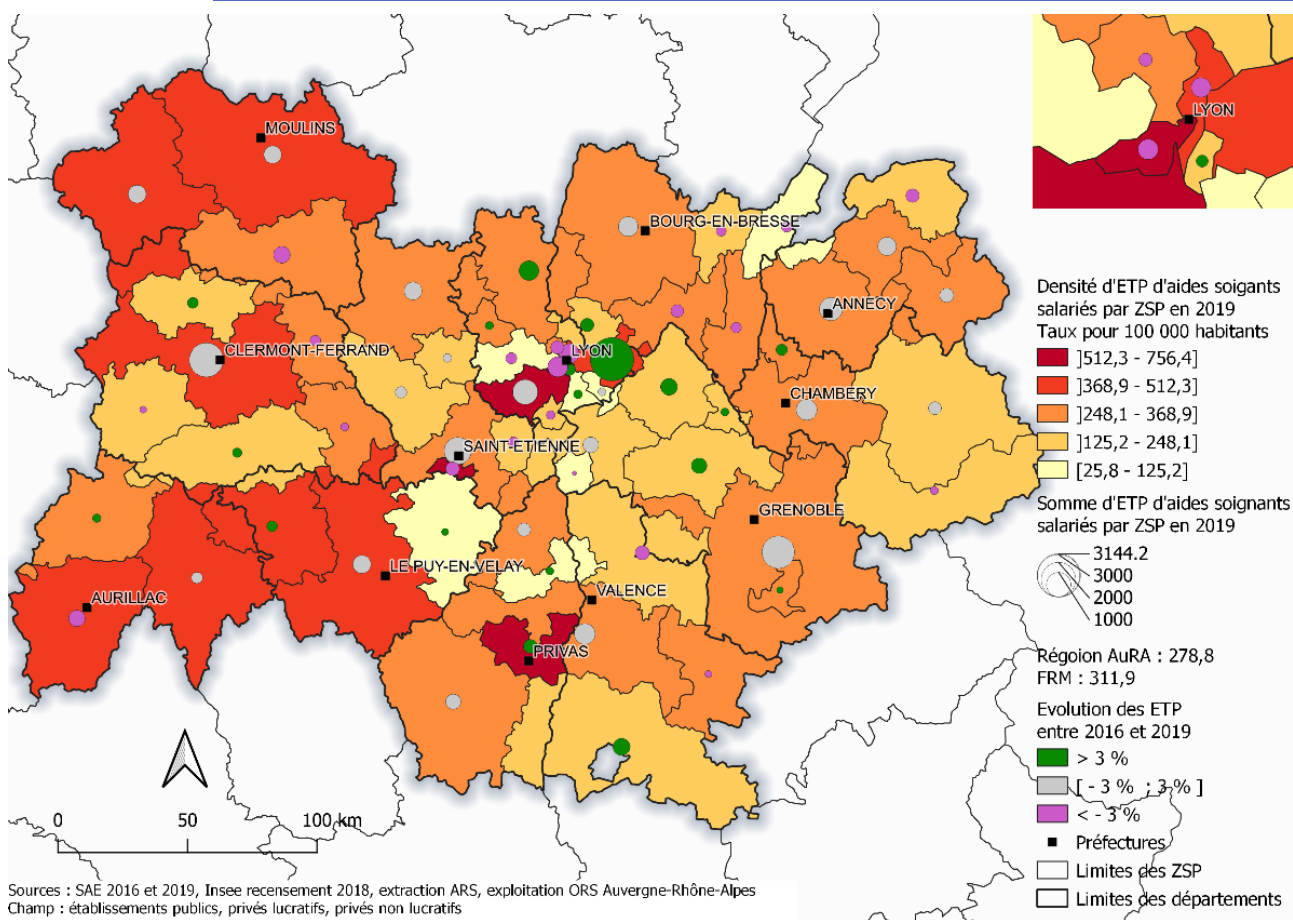 MOULINS
BOURG-EN-BRESSE
ANNECY
CLERMONT-FERRAND
LYON
CHAMBERY
SAINT-ETIENNE
GRENOBLE
LE PUY-EN-VELAY
VALENCE
AURILLAC
PRIVAS
0 50 100 km
Sources : SAE 2016 et 2019, Insee recensement 2018, extraction ARS, exploitation ORS Auvergne-Rhône-Alpes
Champ : établissements publics, privés lucratifs, privés non lucratifs
LYON
Densité d'ETP d'aides soigants
salariés par ZSP en 2019
Taux pour 100 000 habitants
]512,3 - 756,4]
]368,9 - 512,3]
]248,1 - 368,9]
]125,2 - 248,1]
[25,8 - 125,2]
Somme d'ETP d'aides soignants
salariés par ZSP en 2019
3144.2
3000
2000
1000
Régoion AuRA : 278,8
FRM : 311,9
Evolution des ETP
entre 2016 et 2019
> 3 %
[ - 3 % ; 3 % ]
< - 3 %
Préfectures
Limites des ZSP
Limites des départements